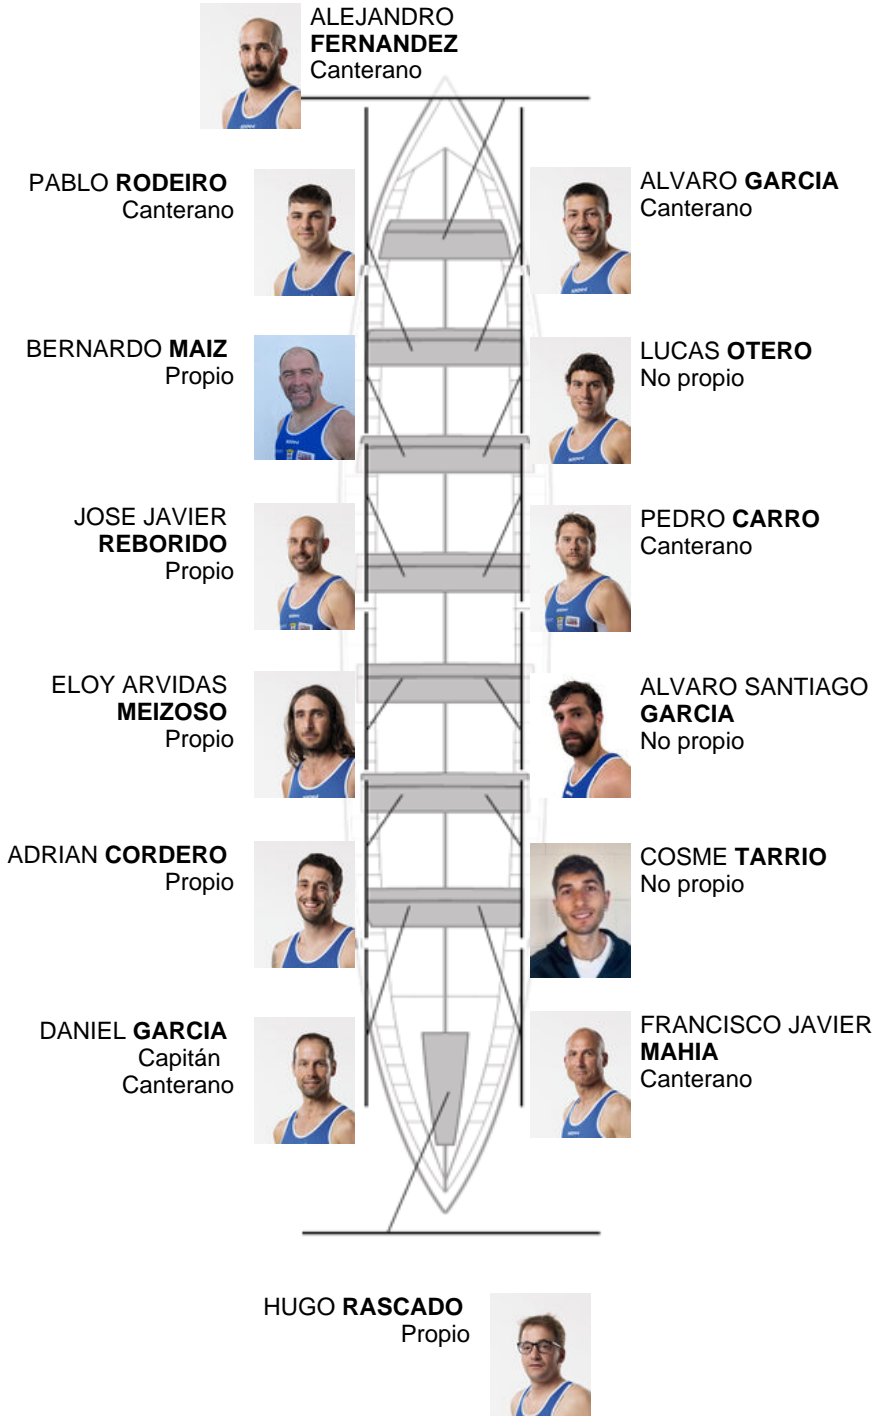 ALEJANDRO
FERNANDEZ
Canterano
PABLO RODEIRO
Canterano
ALVARO GARCIA
Canterano
BERNARDO MAIZ
Propio
LUCAS OTERO
No propio
JOSE JAVIER
REBORIDO
Propio
PEDRO CARRO
Canterano
ELOY ARVIDAS
MEIZOSO
Propio
ALVARO SANTIAGO
GARCIA
No propio
ADRIAN CORDERO
Propio
COSME TARRIO
No propio
DANIEL GARCIA
Capitán
Canterano
FRANCISCO JAVIER
MAHIA
Canterano
HUGO RASCADO
Propio